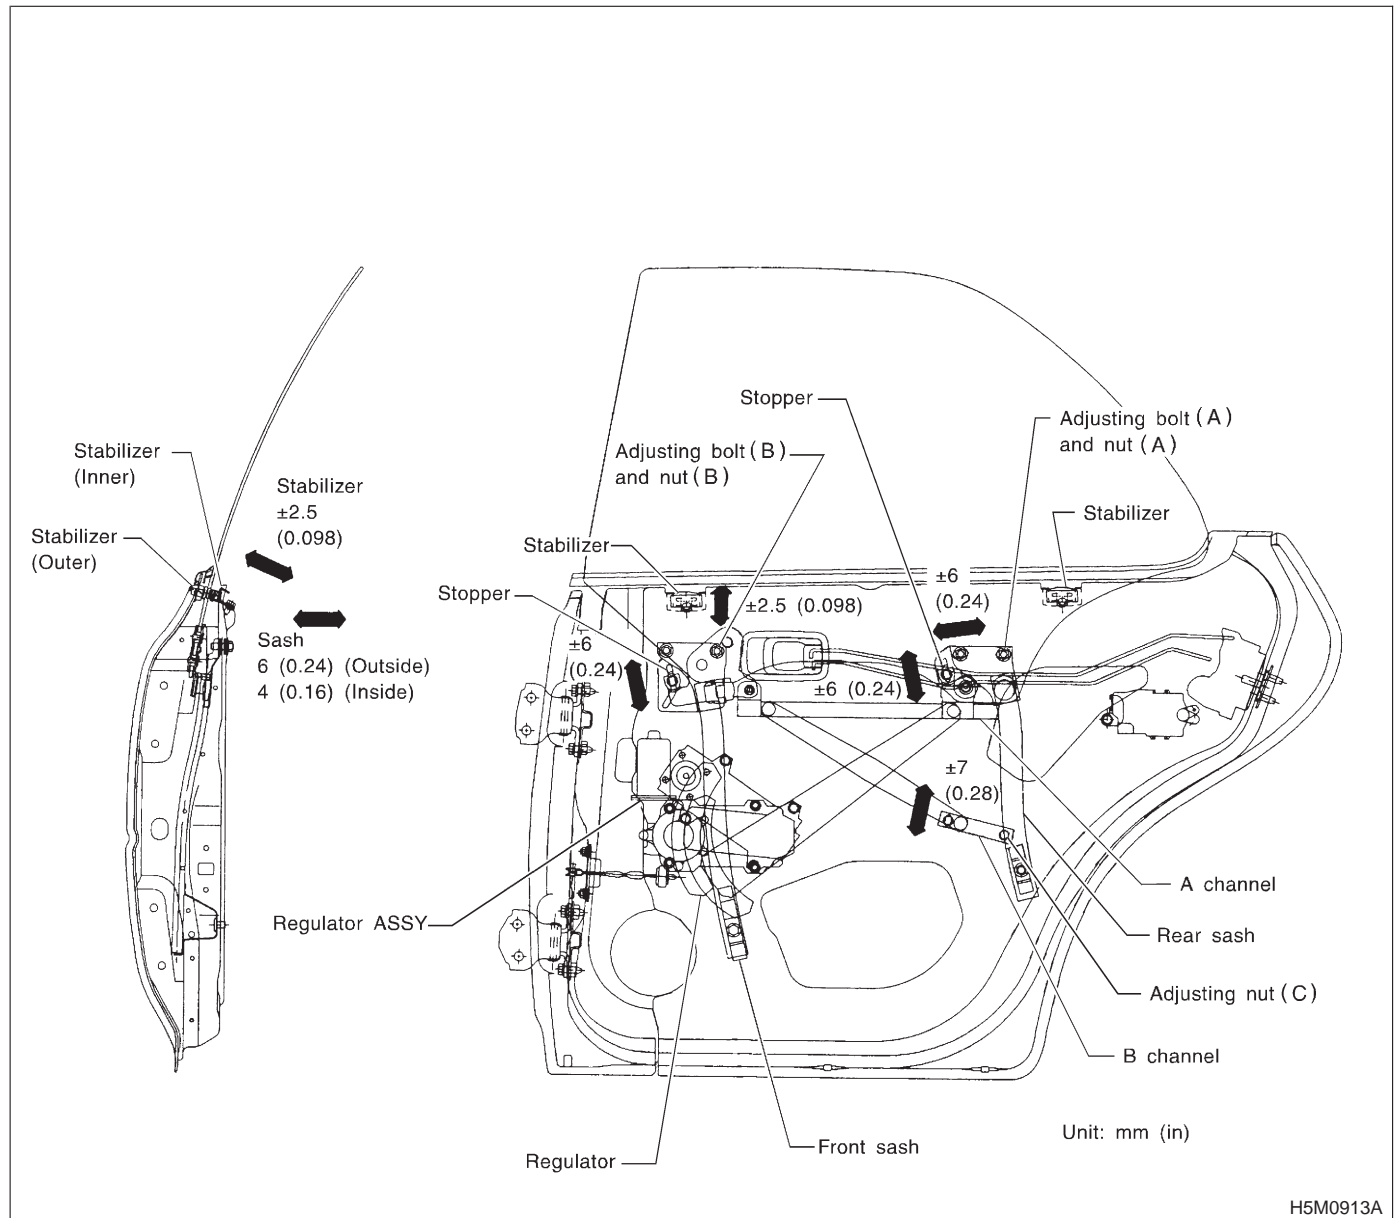 Stopper
Adjusting bolt (A)
and nut (A)
Adjusting bolt (B)
and nut (B)
Stabilizer
(Inner)
Stabilizer
±2.5
(0.098)
Stabilizer
(Outer)
Stabilizer
Stabilizer
Stopper
±6
(0.24)
±2.5 (0.098)
±6
(0.24)
Sash
6 (0.24) (Outside)
4 (0.16) (Inside)
±6 (0.24)
±7
(0.28)
A channel
Regulator ASSY
Rear sash
Adjusting nut (C)
B channel
Unit: mm (in)
Front sash
Regulator
H5M0913A